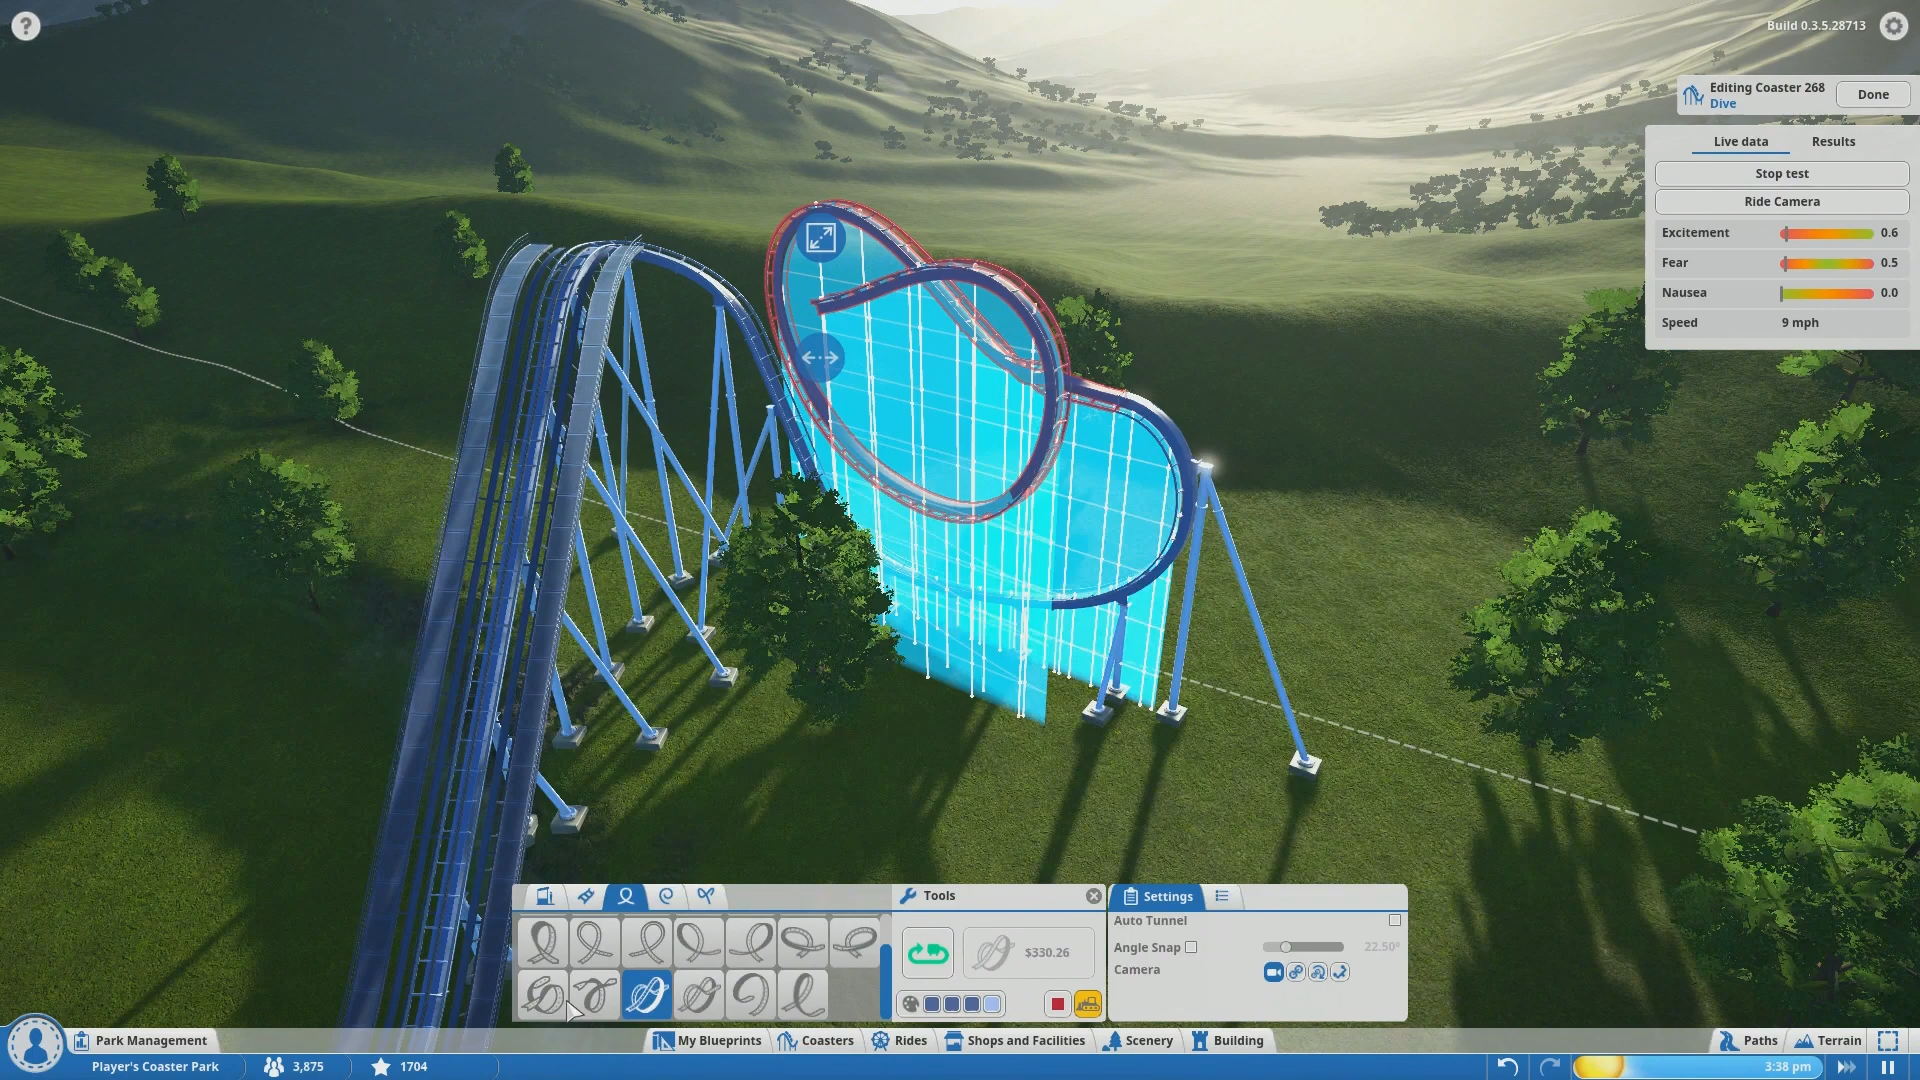 ?
Build 0.3.5.28713
Editing Coaster 268
Dive
Done
Live data Results
Stop test
Ride Camera
Excitement 0.6
Fear 0.5
Nausea 0.0
Speed 9 mph
Tools
$330.26
Settings
Auto Tunnel
Angle Snap 22.50°
Camera
Park Management
My Blueprints Coasters Rides Shops and Facilities Scenery Building
Paths Terrain
Player's Coaster Park 3,875 1704
3:38 pm